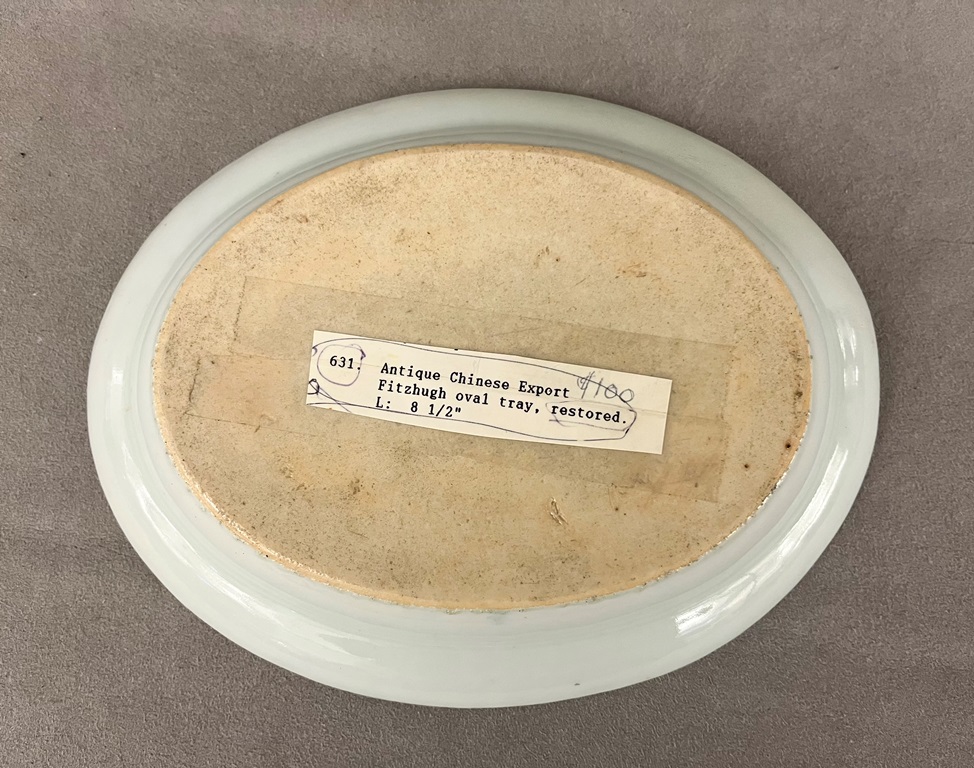 631. Antique Chinese Export $100
Fitzhugh oval tray, restored.
L: 8 1/2"